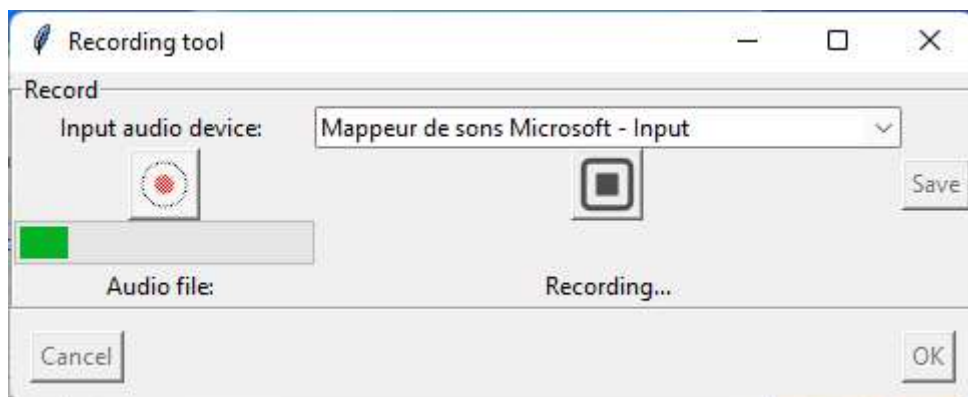 Recording tool
Record
Input audio device: Mappeur de sons Microsoft - Input
Save
Audio file: Recording...
Cancel OK